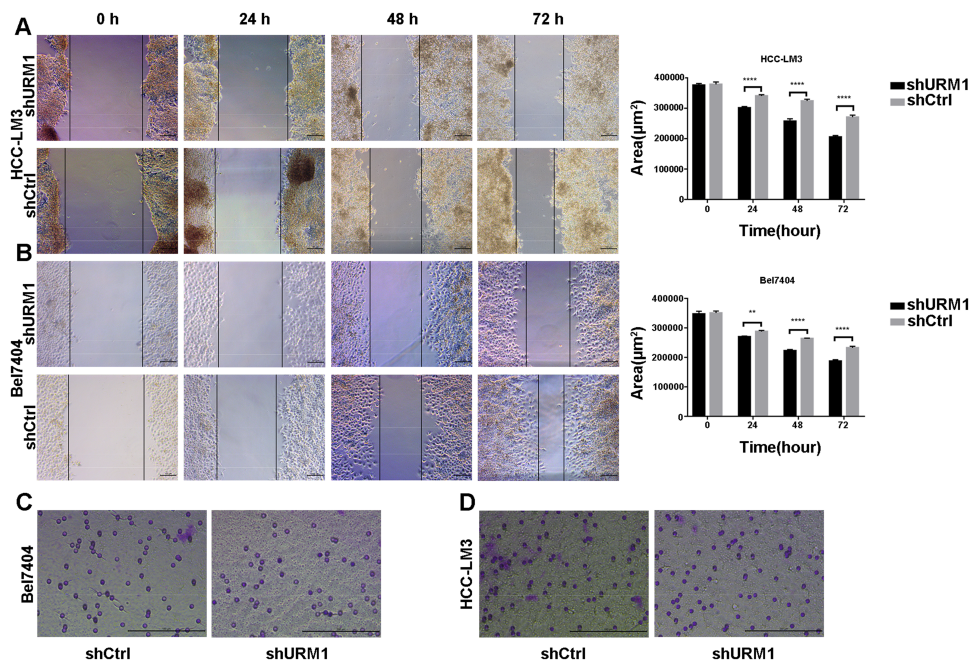 A
0 h
24 h
48 h
72 h
HCC-LM3
shURM1
shCtrl
HCC-LM3
Area(μm²)
400000
300000
200000
100000
0
0
24
48
72
****
****
****
Time(hour)
shURM1
shCtrl
B
Bel7404
shURM1
shCtrl
Bel7404
Area(μm²)
400000
300000
200000
100000
0
0
24
48
72
**
****
****
Time(hour)
shURM1
shCtrl
C
Bel7404
shCtrl
shURM1
D
HCC-LM3
shCtrl
shURM1